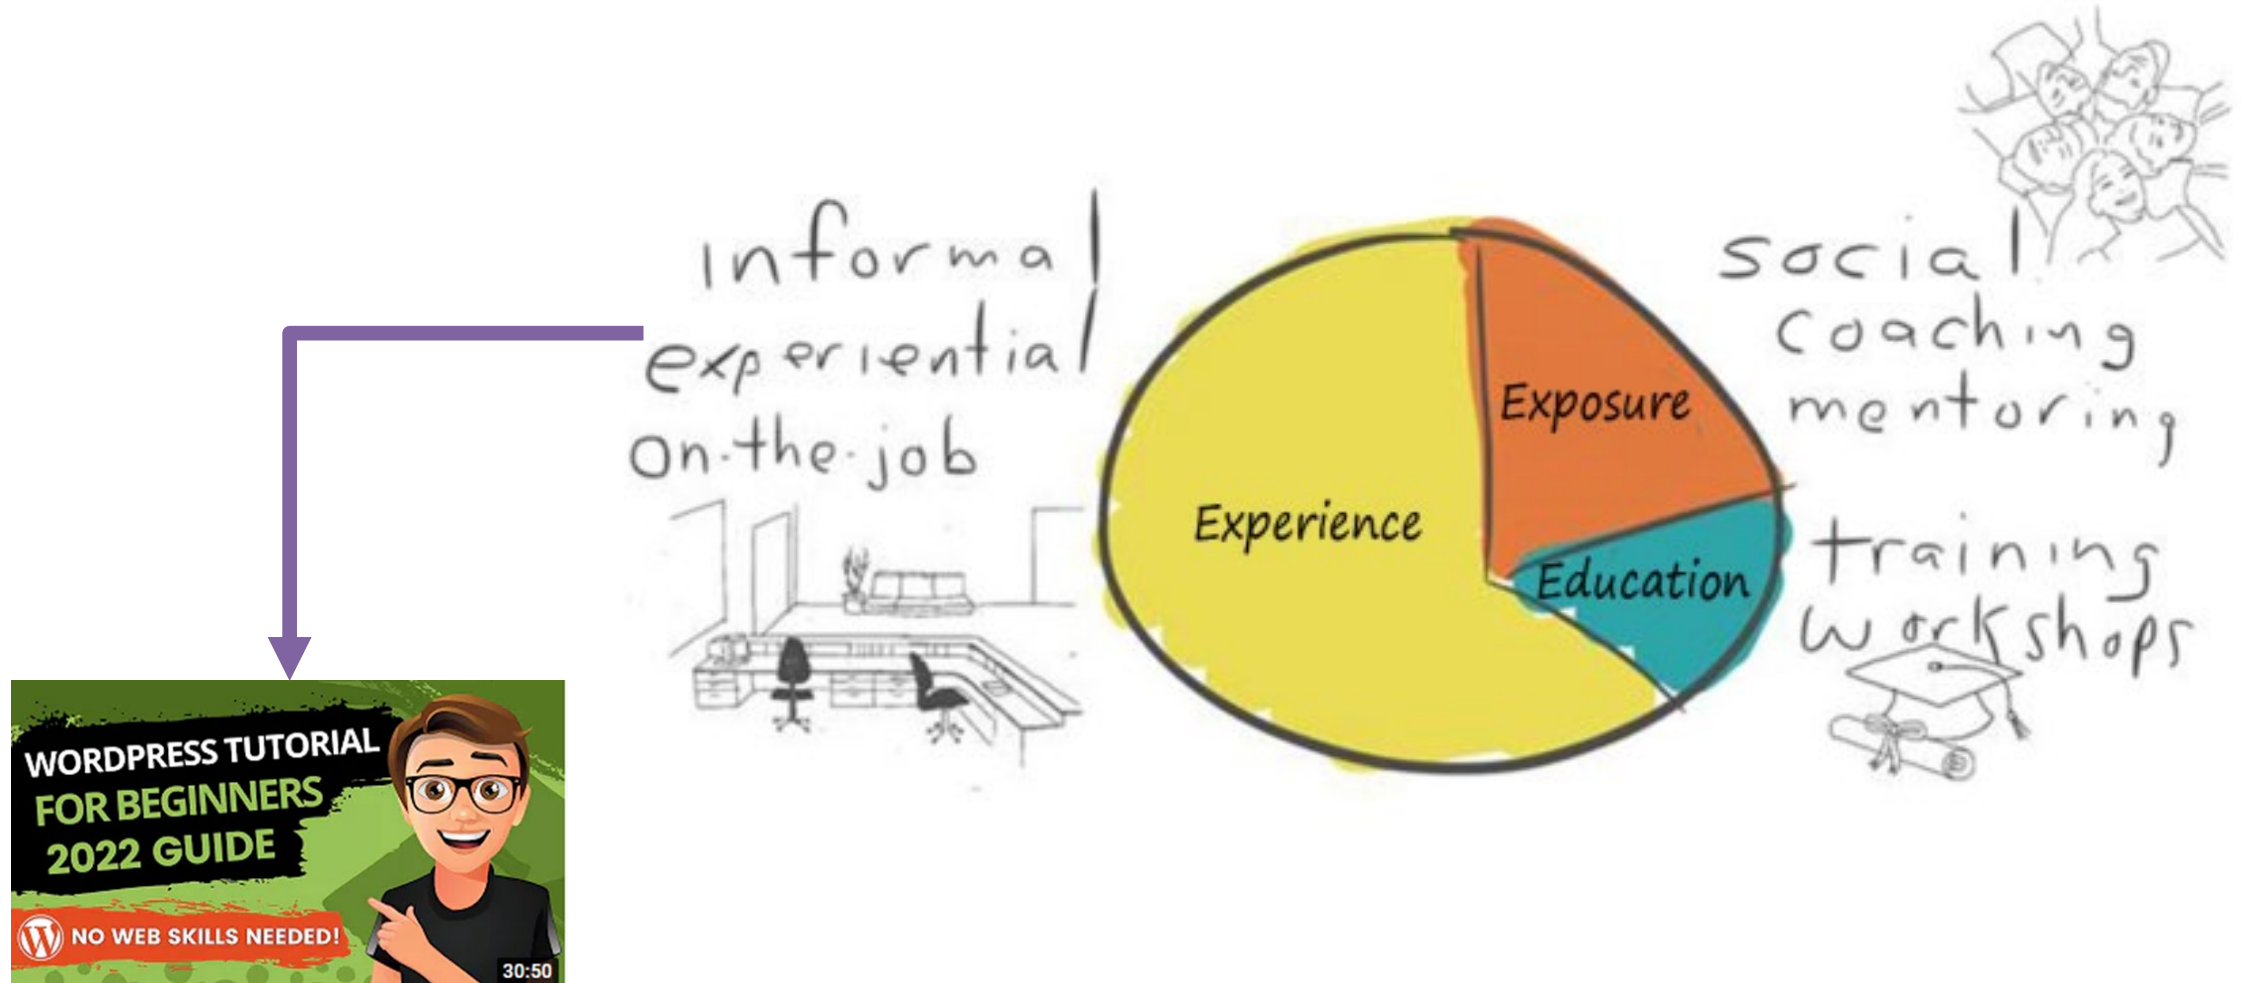 informal
experiential
on-the-job
Experience
Exposure
Education
social
coaching
mentoring
training
workshops
WORDPRESS TUTORIAL
FOR BEGINNERS
2022 GUIDE
NO WEB SKILLS NEEDED!
30:50